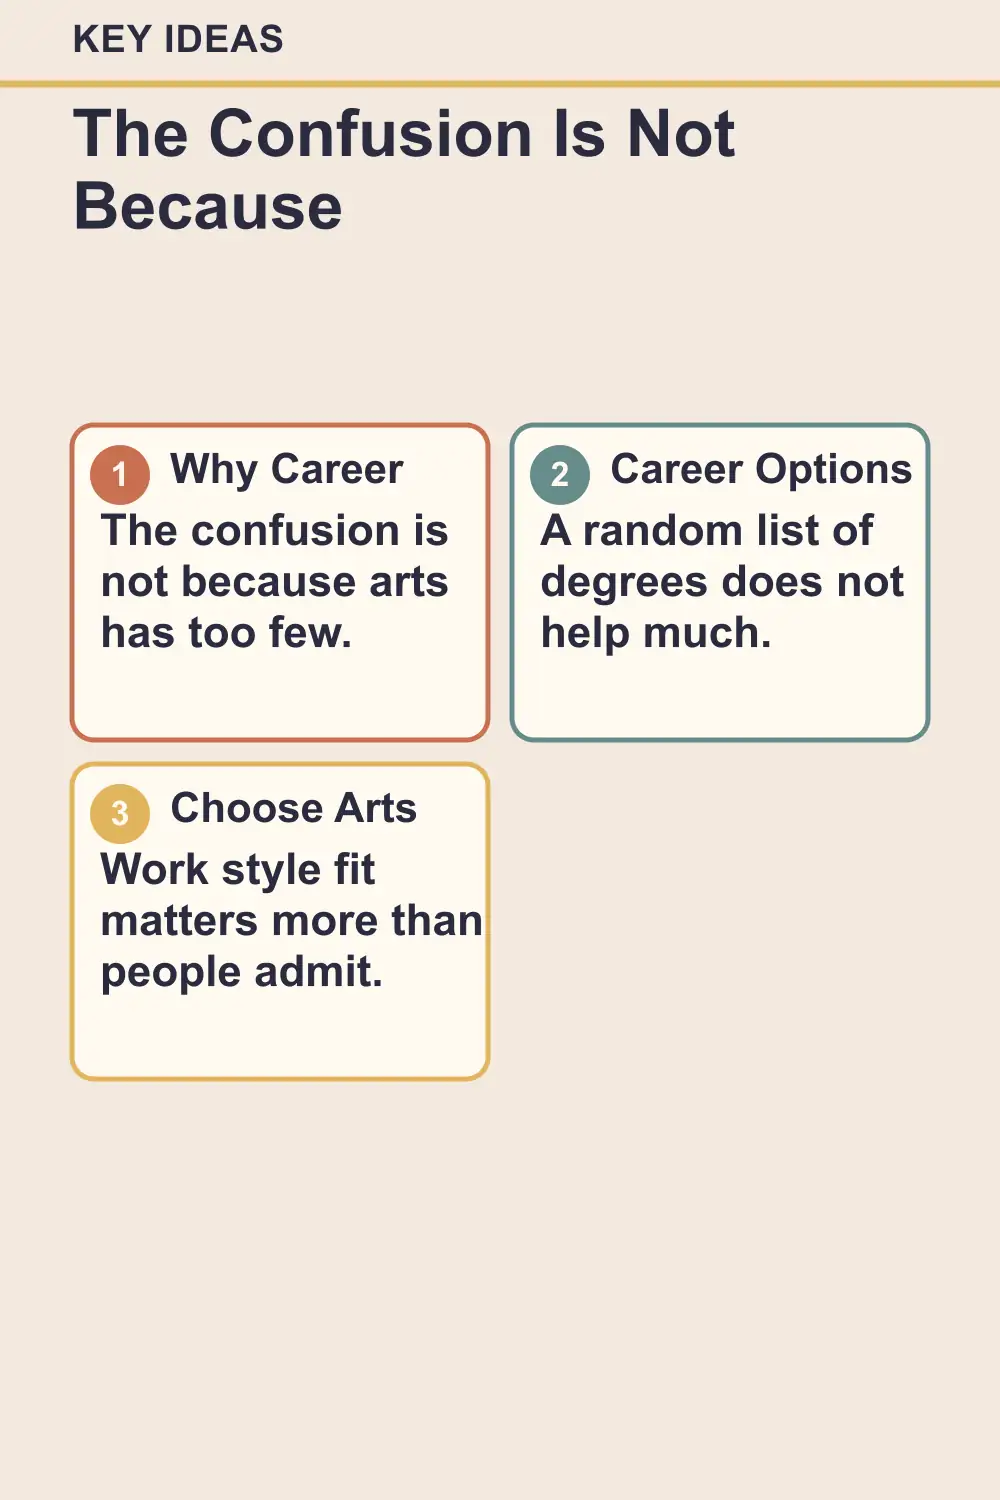 KEY IDEAS
The Confusion Is Not
Because
1 Why Career
The confusion is
not because arts
has too few.
2 Career Options
A random list of
degrees does not
help much.
3 Choose Arts
Work style fit
matters more than
people admit.